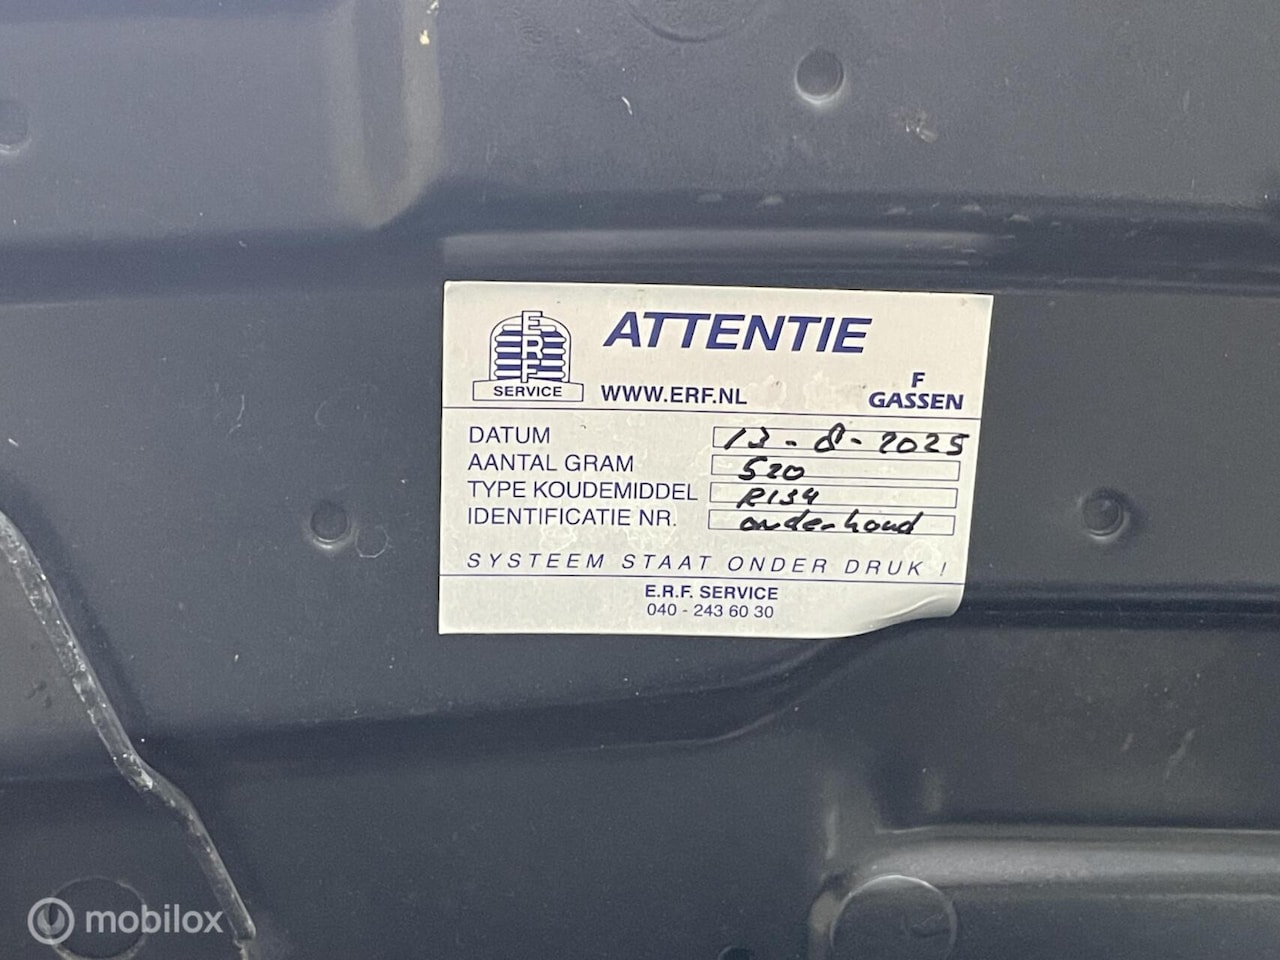 ERF
SERVICE
ATTENTIE
WWW.ERF.NL
F
GASSEN
DATUM 13-8-2025
AANTAL GRAM 520
TYPE KOUDEMIDDEL R134
IDENTIFICATIE NR. onderhoud
SYSTEEM STAAT ONDER DRUK !
E.R.F. SERVICE
040 - 243 60 30
mobilox